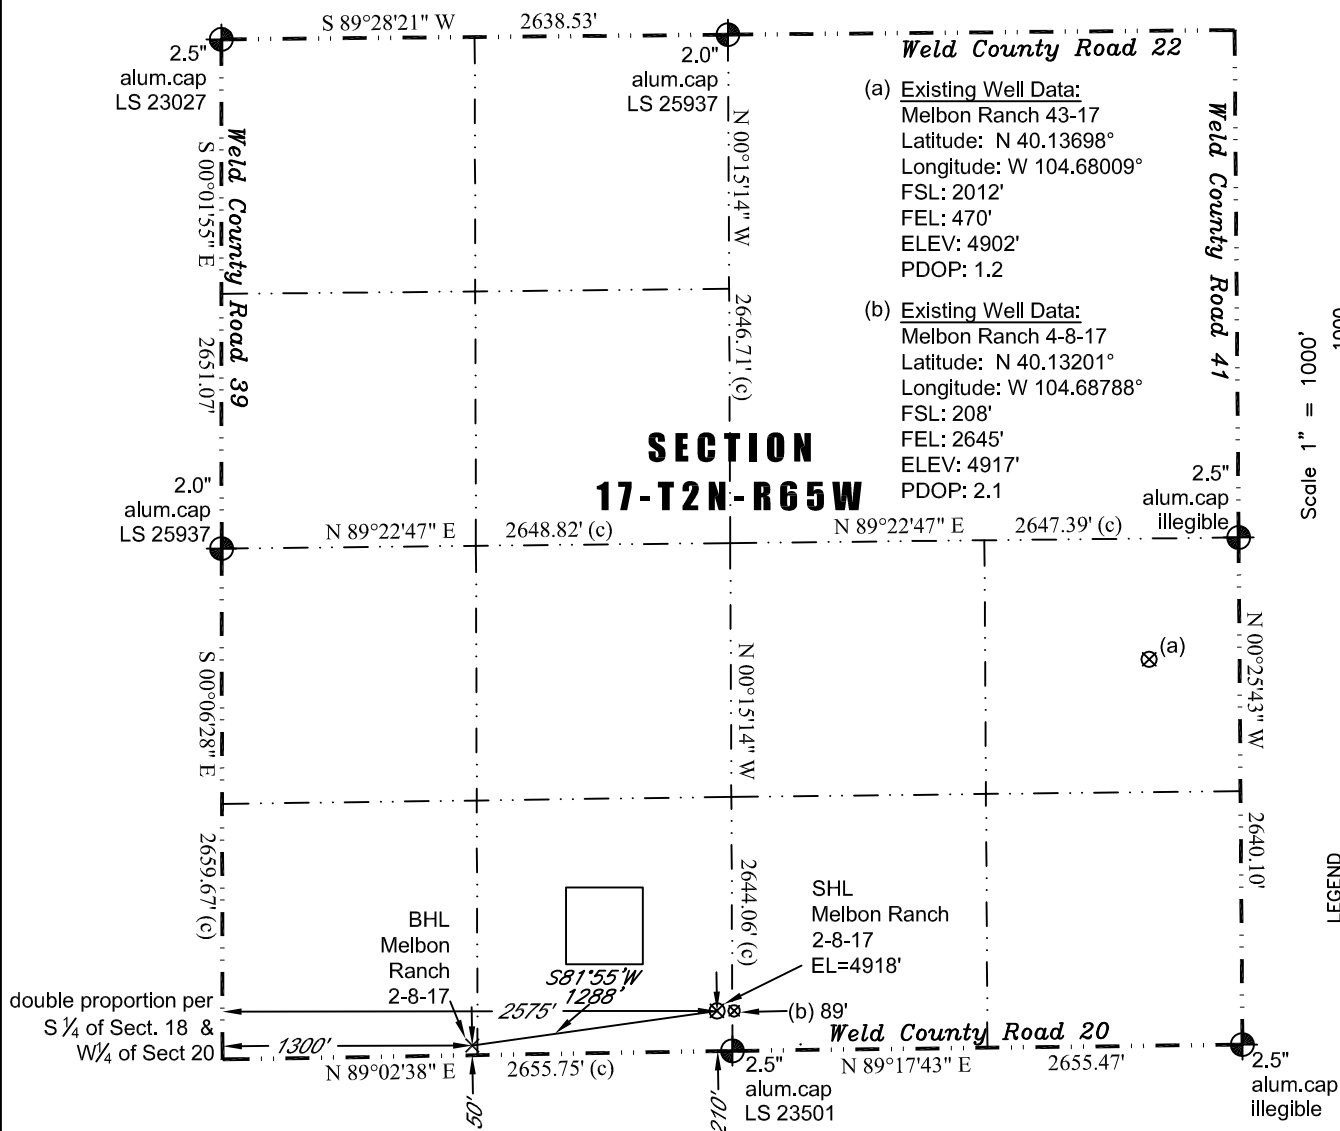 S 89°28'21" W 2638.53'
2.5"
alum.cap
LS 23027
2.0"
alum.cap
LS 25937
Weld County Road 22
(a) Existing Well Data:
Melbon Ranch 43-17
Latitude: N 40.13698°
Longitude: W 104.68009°
FSL: 2012'
FEL: 470'
ELEV: 4902'
PDOP: 1.2
(b) Existing Well Data:
Melbon Ranch 4-8-17
Latitude: N 40.13201°
Longitude: W 104.68788°
FSL: 208'
FEL: 2645'
ELEV: 4917'
PDOP: 2.1
Weld County Road 39
S 00°01'55" E 2651.07'
N 00°15'14" W 2646.71' (c)
Weld County Road 41
Scale 1" = 1000'
1000
SECTION
17-T2N-R65W
2.0"
alum.cap
LS 25937
2.5"
alum.cap
illegible
N 89°22'47" E 2648.82' (c)
N 89°22'47" E 2647.39' (c)
(a)
S 00°06'28" E 2659.67' (c)
N 00°15'14" W 2644.06' (c)
N 00°25'43" W 2640.10'
LEGEND
BHL
Melbon
Ranch
2-8-17
SHL
Melbon Ranch
2-8-17
EL=4918'
S81°55'W
1288'
2575'
(b) 89'
double proportion per
S 1/4 of Sect. 18 &
W1/4 of Sect 20
1300'
Weld County Road 20
N 89°02'38" E 2655.75' (c)
N 89°17'43" E 2655.47'
2.5"
alum.cap
LS 23501
2.5"
alum.cap
illegible
50'
210'